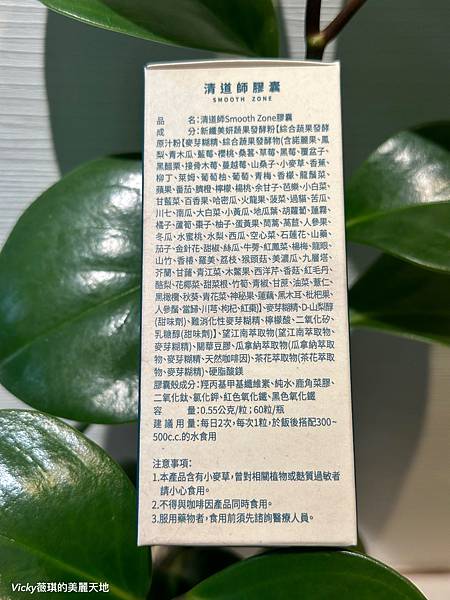 清道師膠囊
SMOOTH ZONE
品　　　名:清道師Smooth Zone膠囊
成　　　分:新纖美妍蔬果發酵粉【綜合蔬果發酵
原汁粉【麥芽糊精、綜合蔬果發酵物(含諾麗果、鳳
梨、青木瓜、藍莓、櫻桃、桑葚、草莓、黑莓、覆盆子、
黑醋栗、接骨木莓、蔓越莓、山桑子、小麥草、香蕉、
柳丁、萊姆、葡萄柚、葡萄、青梅、香檬、龍鬚菜、
蘋果、番茄、臍橙、檸檬、楊桃、余甘子、芭樂、小白菜、
甘藍菜、百香果、哈密瓜、火龍果、菠菜、過貓、苦瓜、
川七、南瓜、大白菜、小黃瓜、地瓜葉、胡蘿蔔、蓮霧、
橘子、蘆筍、棗子、柚子、蛋黃果、茼蒿、萵苣、人參果、
冬瓜、水蜜桃、水梨、西瓜、空心菜、石蓮花、山藥、
茄子、金針花、甜椒、絲瓜、牛蒡、紅鳳菜、楊梅、龍眼、
山竹、香椿、羅美、荔枝、猴頭菇、美濃瓜、九層塔、
芥蘭、甘蓮、青江菜、木鱉果、西洋芹、香菇、紅毛丹、
酪梨、花椰菜、甜菜根、竹筍、青椒、甘蔗、油菜、薏仁、
黑橄欖、秋葵、青花菜、神秘果、蓮藕、黑木耳、枇杷果、
人參鬚、當歸、川芎、枸杞、紅棗)】、麥芽糊精、D-山梨醇
(甜味劑)、難消化性麥芽糊精、檸檬酸、二氧化矽、
乳糖醇(甜味劑)】、望江南萃取物(望江南萃取物、
麥芽糊精)、關華豆膠、瓜拿納萃取物(瓜拿納萃取
物、麥芽糊精、天然咖啡因)、茶花萃取物(茶花萃取
物、麥芽糊精)、硬脂酸鎂
膠囊殼成分:羥丙基甲基纖維素、純水、鹿角菜膠、
二氧化鈦、氯化鉀、紅色氧化鐵、黑色氧化鐵
容　　　量:0.55公克/粒;60粒/瓶
建議用量:每日2次,每次1粒,於飯後搭配300~
500c.c.的水食用
注意事項:
1.本產品含有小麥草,曾對相關植物或麩質過敏者
請小心食用。
2.不得與咖啡因產品同時食用。
3.服用藥物者,食用前須先諮詢醫療人員。
Vicky薇琪的美麗天地